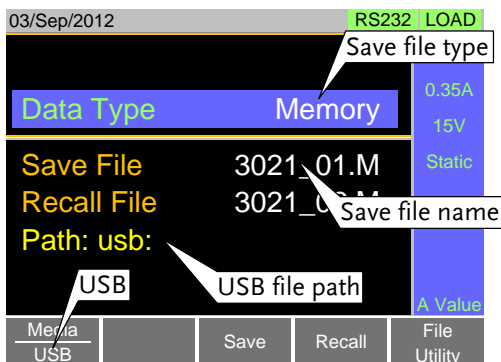 03/Sep/2012 RS232 LOAD
Save file type
Data Type Memory
0.35A
15V
Save File 3021_01.M
Static
Recall File
Save file name
Path: usb:
USB
USB file path
A Value
Media
USB
Save
Recall
File
Utility